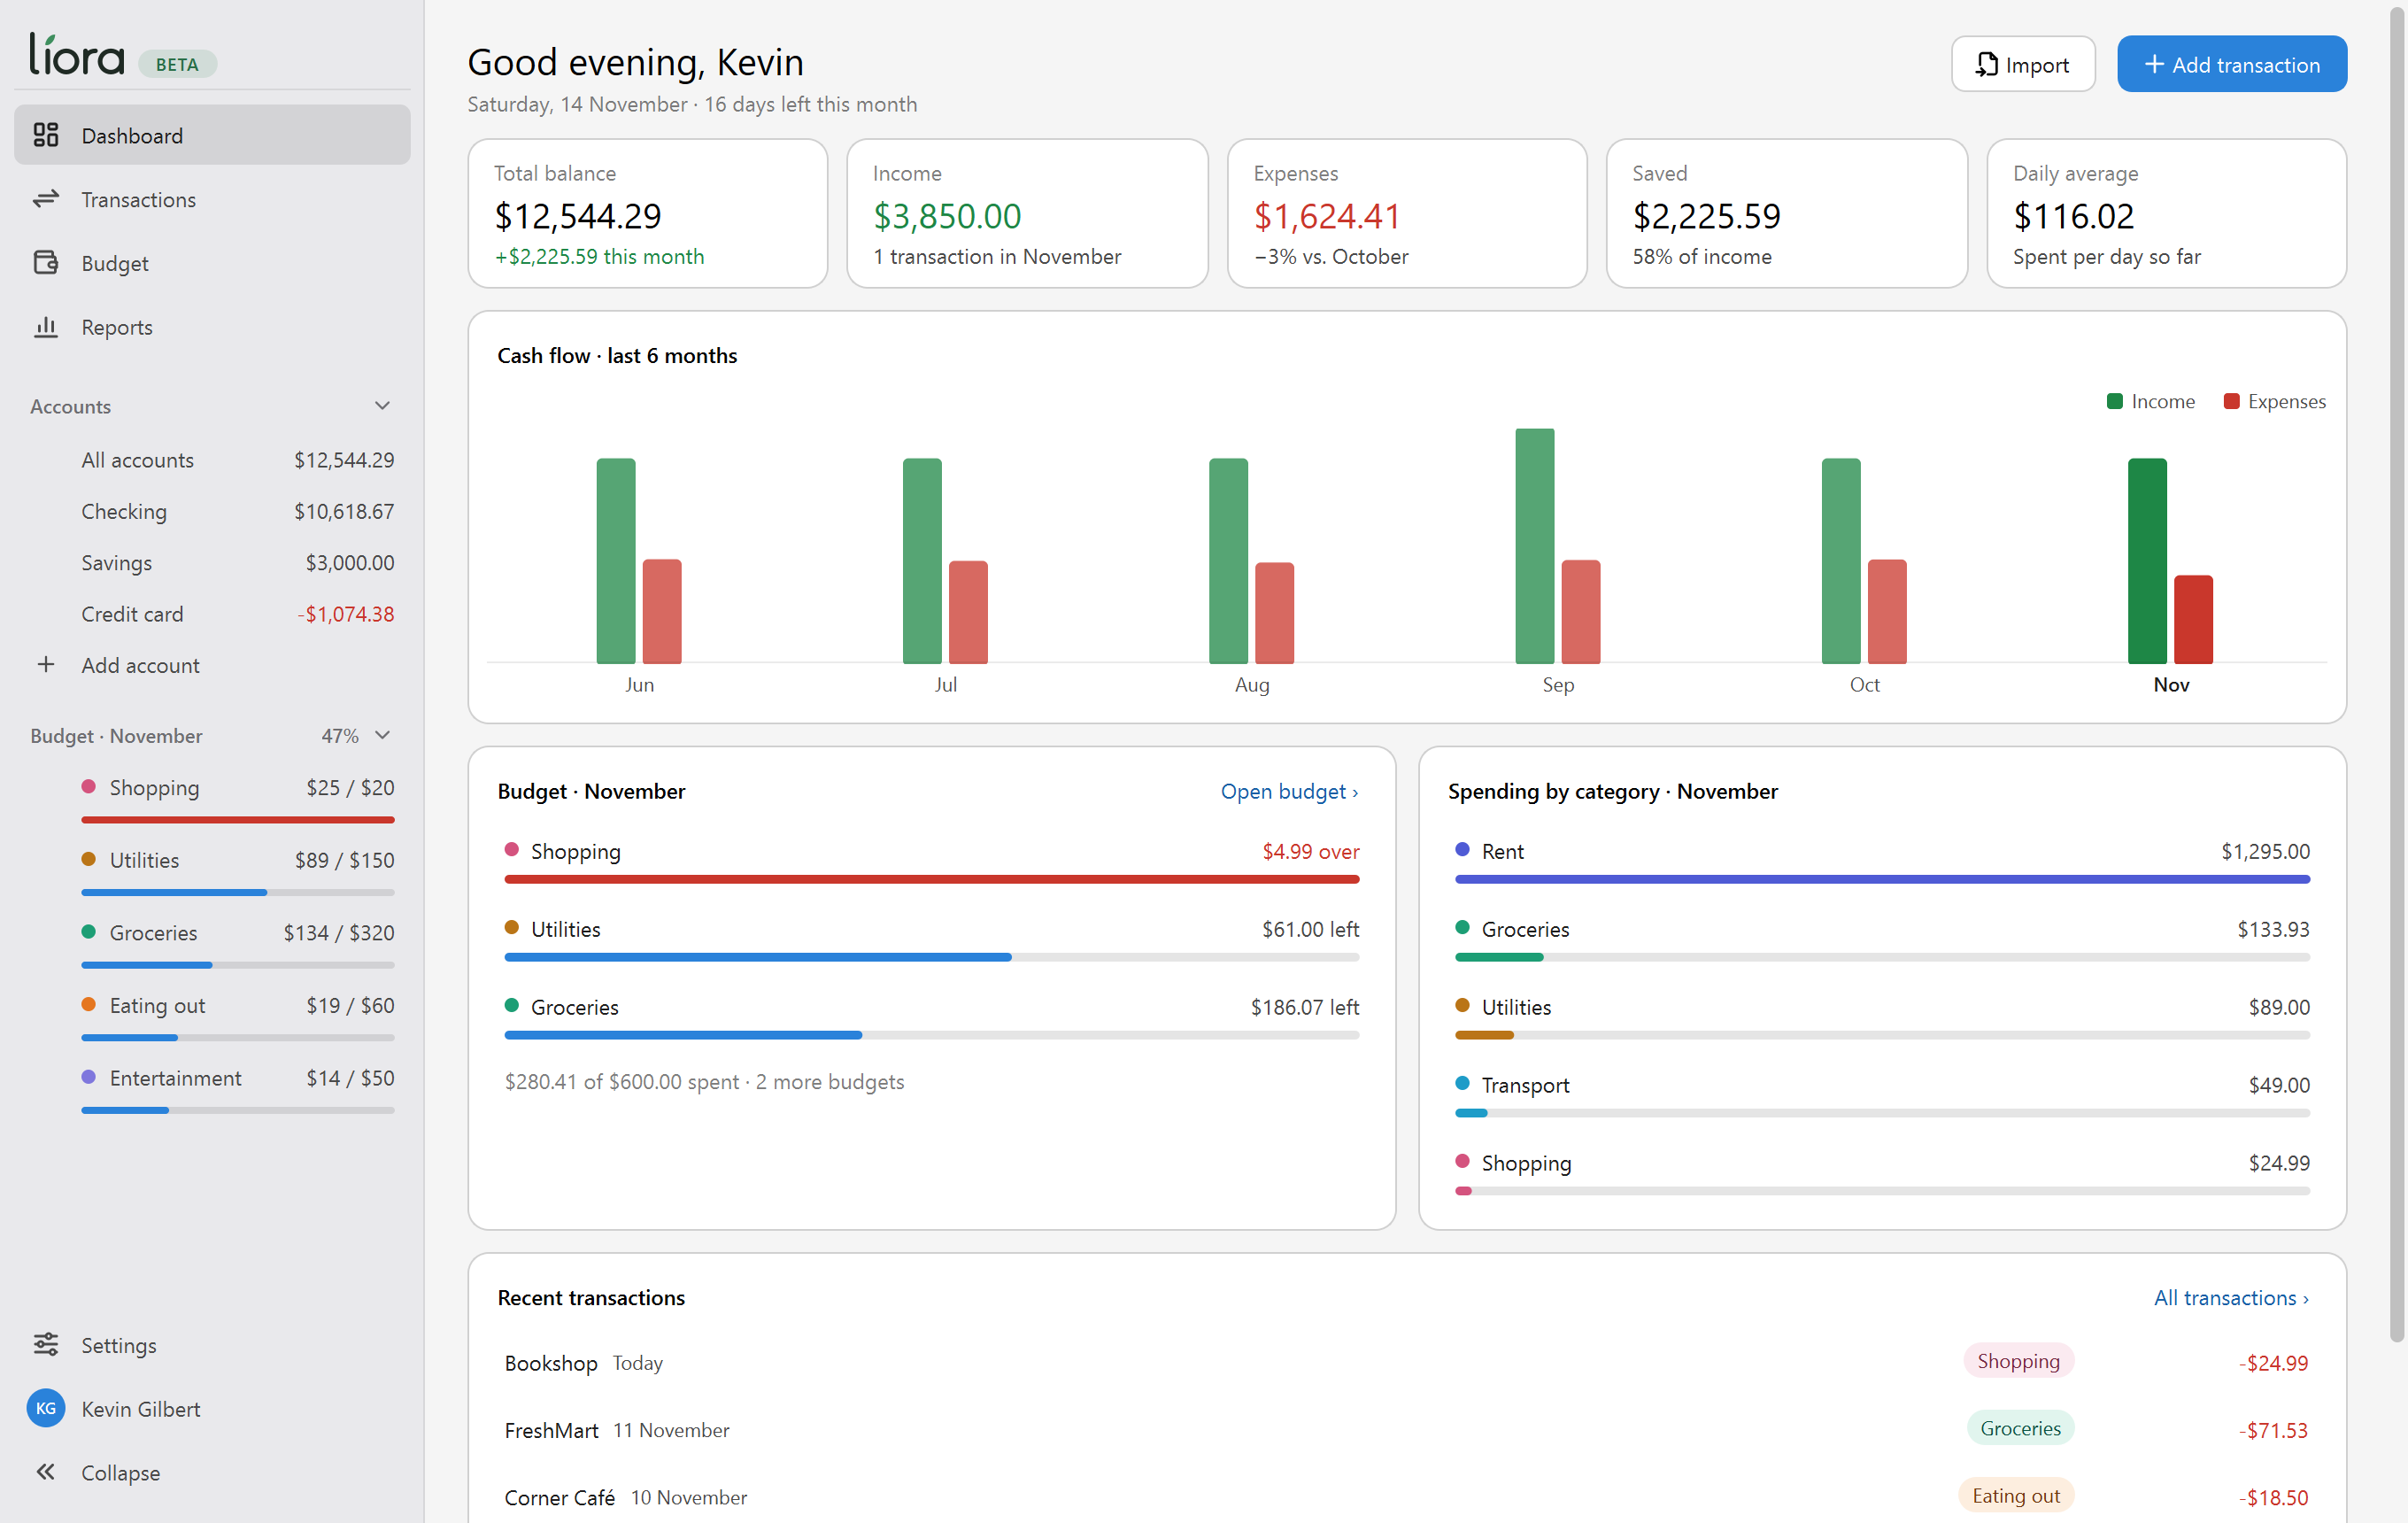 liora BETA
Dashboard
Transactions
Budget
Reports
Accounts
All accounts $12,544.29
Checking $10,618.67
Savings $3,000.00
Credit card -$1,074.38
Add account
Budget · November 47%
Shopping $25 / $20
Utilities $89 / $150
Groceries $134 / $320
Eating out $19 / $60
Entertainment $14 / $50
Settings
KG Kevin Gilbert
Collapse
Good evening, Kevin
Saturday, 14 November · 16 days left this month
Import
Add transaction
Total balance
$12,544.29
+$2,225.59 this month
Income
$3,850.00
1 transaction in November
Expenses
$1,624.41
−3% vs. October
Saved
$2,225.59
58% of income
Daily average
$116.02
Spent per day so far
Cash flow · last 6 months
Income Expenses
Jun Jul Aug Sep Oct Nov
Budget · November Open budget ›
Shopping $4.99 over
Utilities $61.00 left
Groceries $186.07 left
$280.41 of $600.00 spent · 2 more budgets
Spending by category · November
Rent $1,295.00
Groceries $133.93
Utilities $89.00
Transport $49.00
Shopping $24.99
Recent transactions All transactions ›
Bookshop Today Shopping -$24.99
FreshMart 11 November Groceries -$71.53
Corner Café 10 November Eating out -$18.50